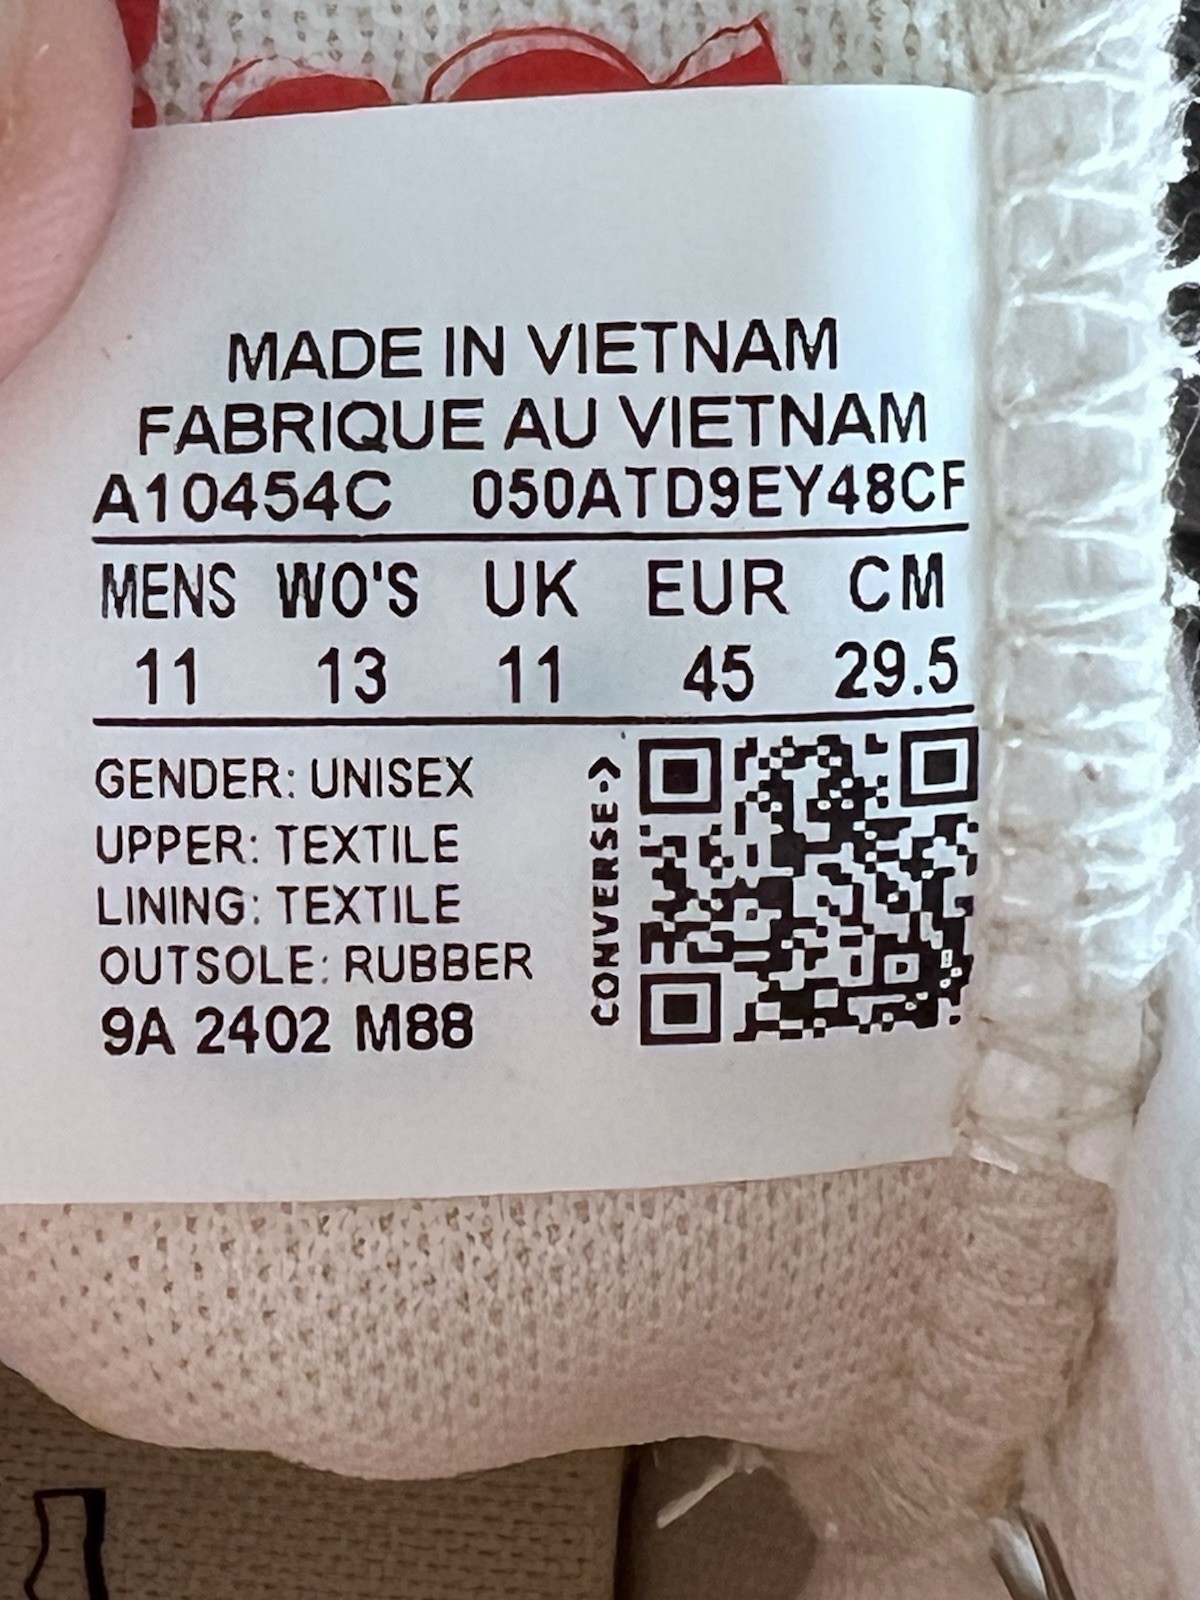 MADE IN VIETNAM
FABRIQUE AU VIETNAM
A10454C 050ATD9EY48CF
MENS WO'S UK EUR CM
11 13 11 45 29.5
GENDER: UNISEX
UPPER: TEXTILE
LINING: TEXTILE
OUTSOLE: RUBBER
9A 2402 M88
CONVERSE